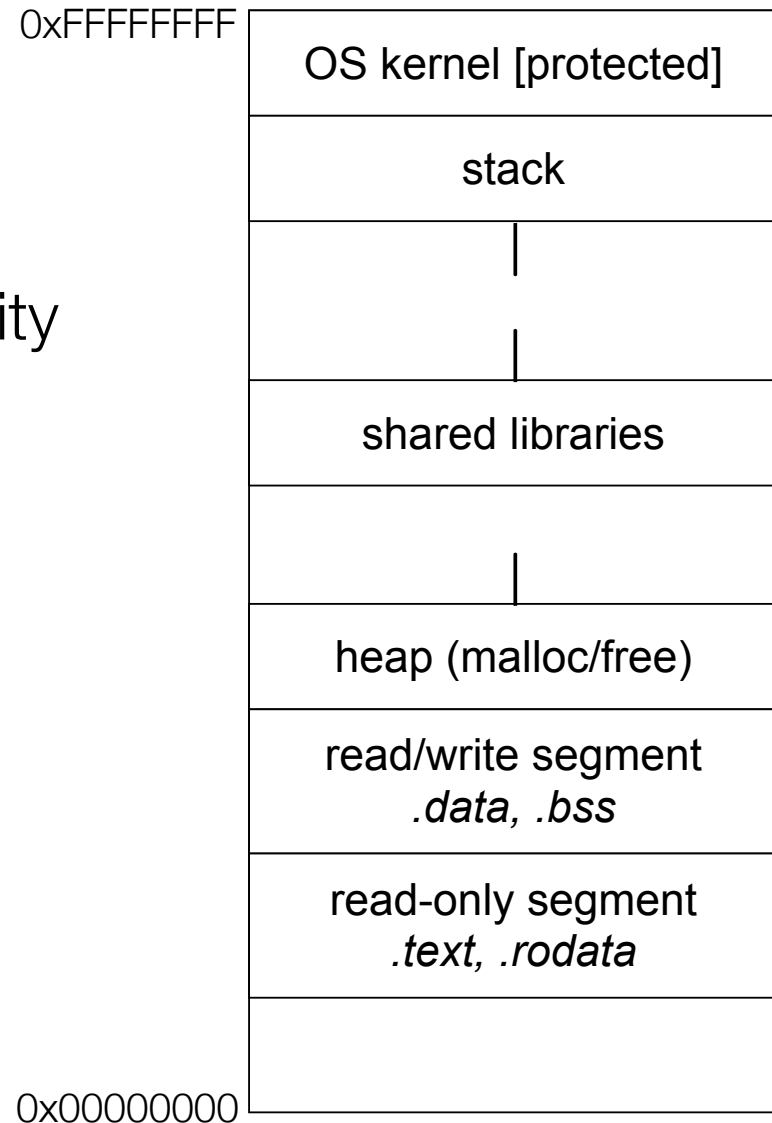 0xFFFFFFFF
OS kernel [protected]
stack
ity
shared libraries
heap (malloc/free)
read/write segment
.data, .bss
read-only segment
.text, .rodata
0x00000000